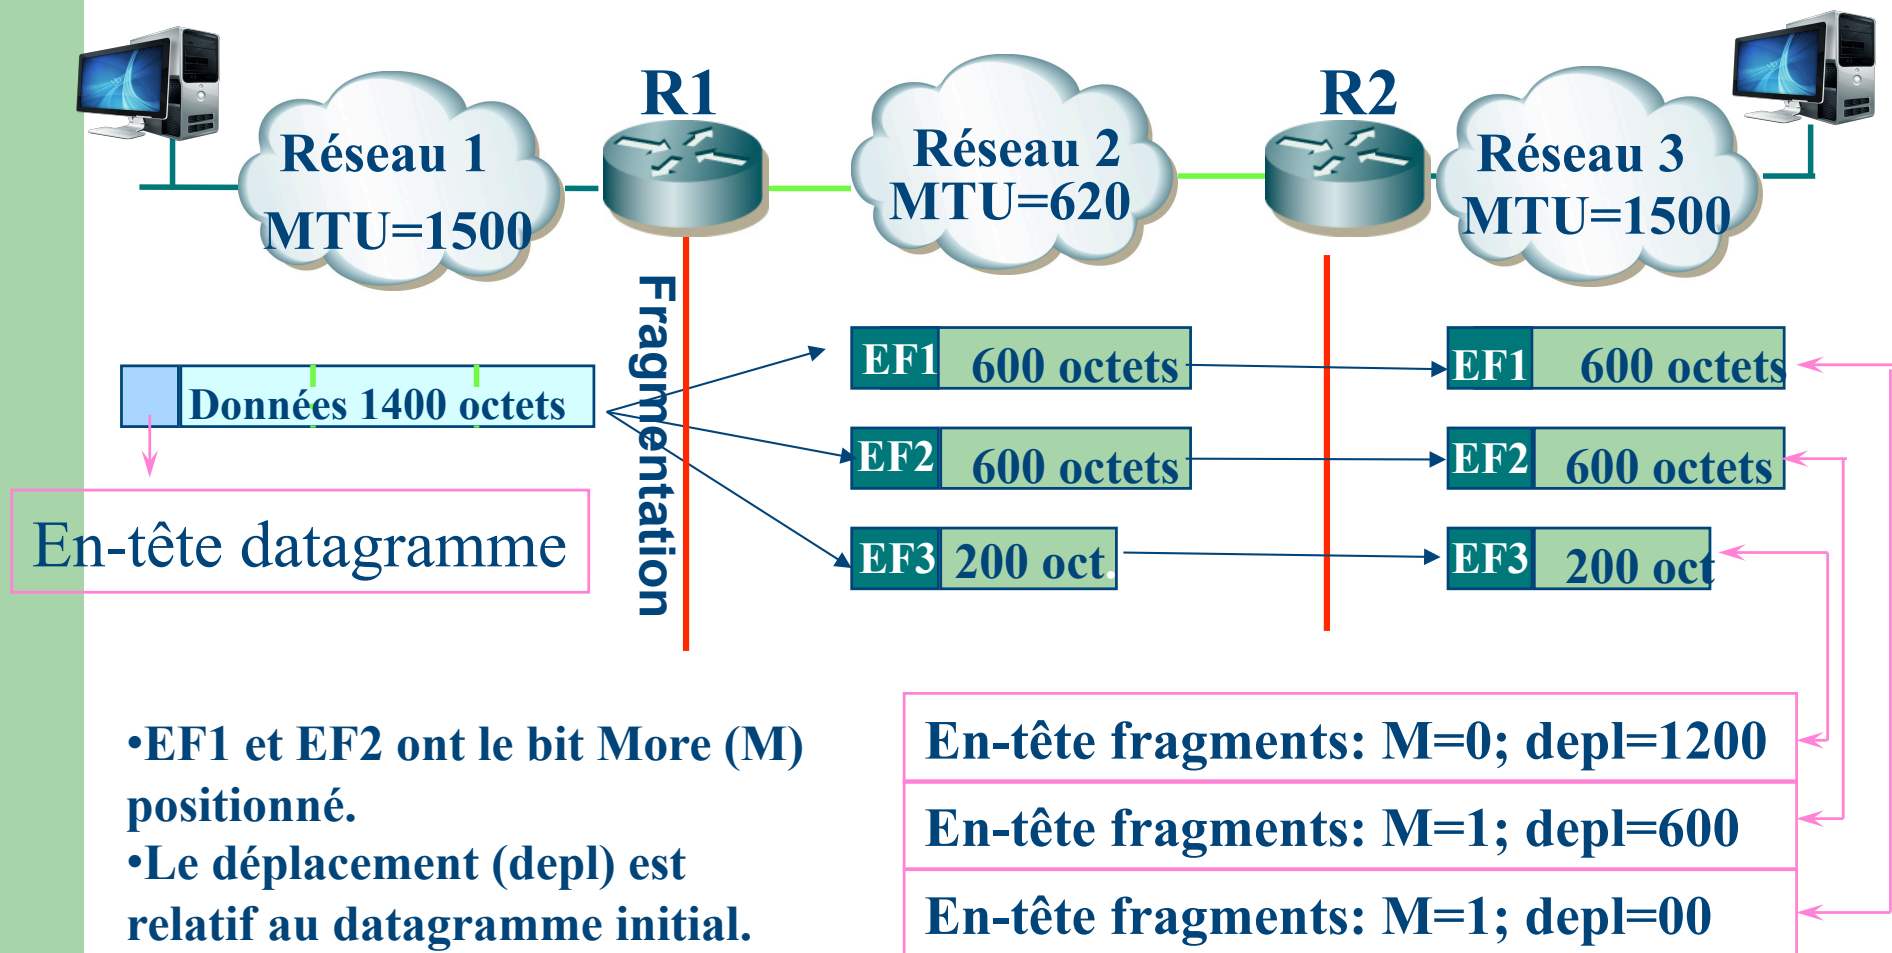 R1
R2
Réseau 1
MTU=1500
Réseau 2
MTU=620
Réseau 3
MTU=1500
Fragmentation
Données 1400 octets
En-tête datagramme
EF1 600 octets
EF2 600 octets
EF3 200 oct.
EF1 600 octets
EF2 600 octets
EF3 200 oct
•EF1 et EF2 ont le bit More (M)
positionné.
•Le déplacement (depl) est
relatif au datagramme initial.
En-tête fragments: M=0; depl=1200
En-tête fragments: M=1; depl=600
En-tête fragments: M=1; depl=00